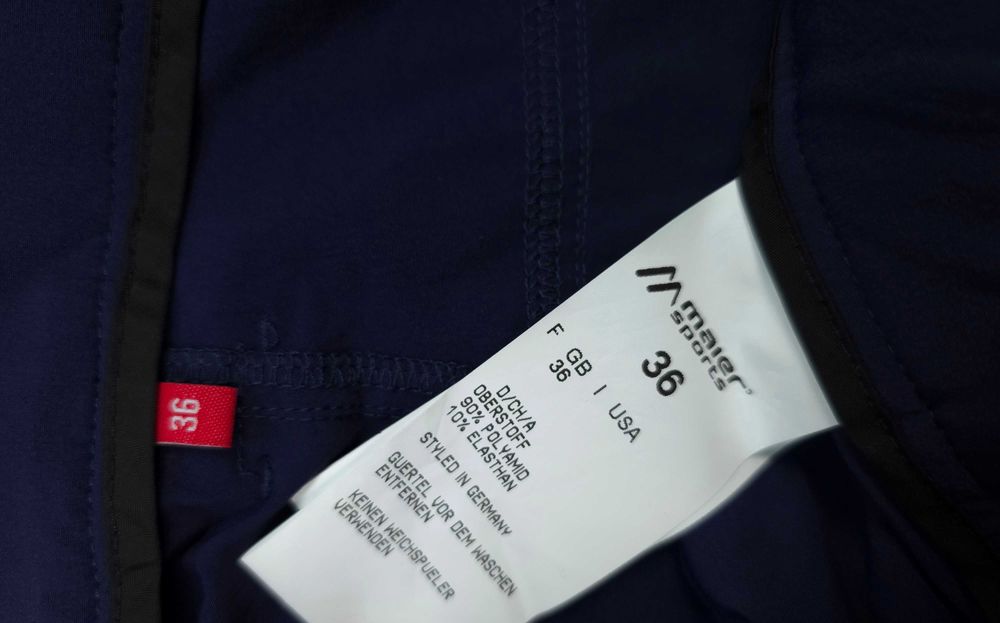 maier
sports
36
F GB I USA
36
D/CH/A
OBERSTOFF
90% POLYAMID
10% ELASTHAN
STYLED IN GERMANY
GUERTEL VOR DEM WASCHEN
ENTFERNEN
KEINEN WEICHSPUELER
VERWENDEN
36